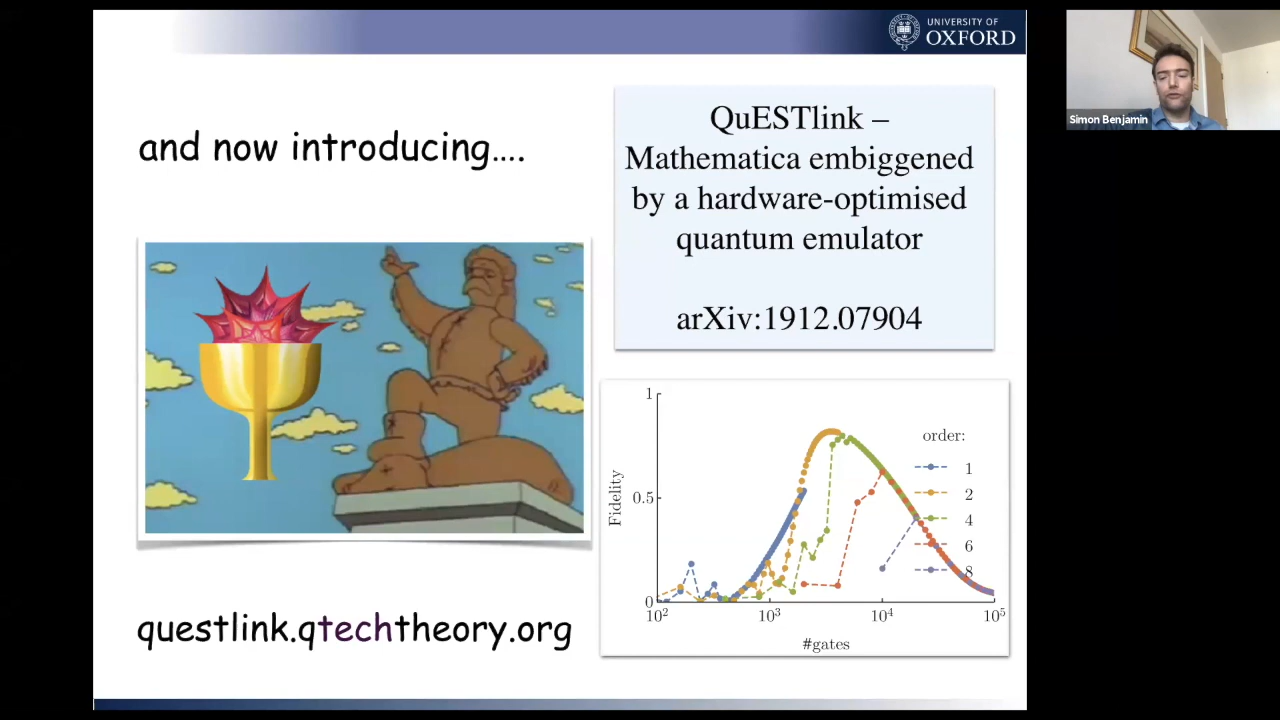 UNIVERSITY OF
OXFORD
Simon Benjamin
and now introducing....
QuESTlink –
Mathematica embiggened
by a hardware-optimised
quantum emulator
arXiv:1912.07904
questlink.qtechtheory.org
1
0.5
0
Fidelity
10²
10³
10⁴
10⁵
#gates
order:
1
2
4
6
8